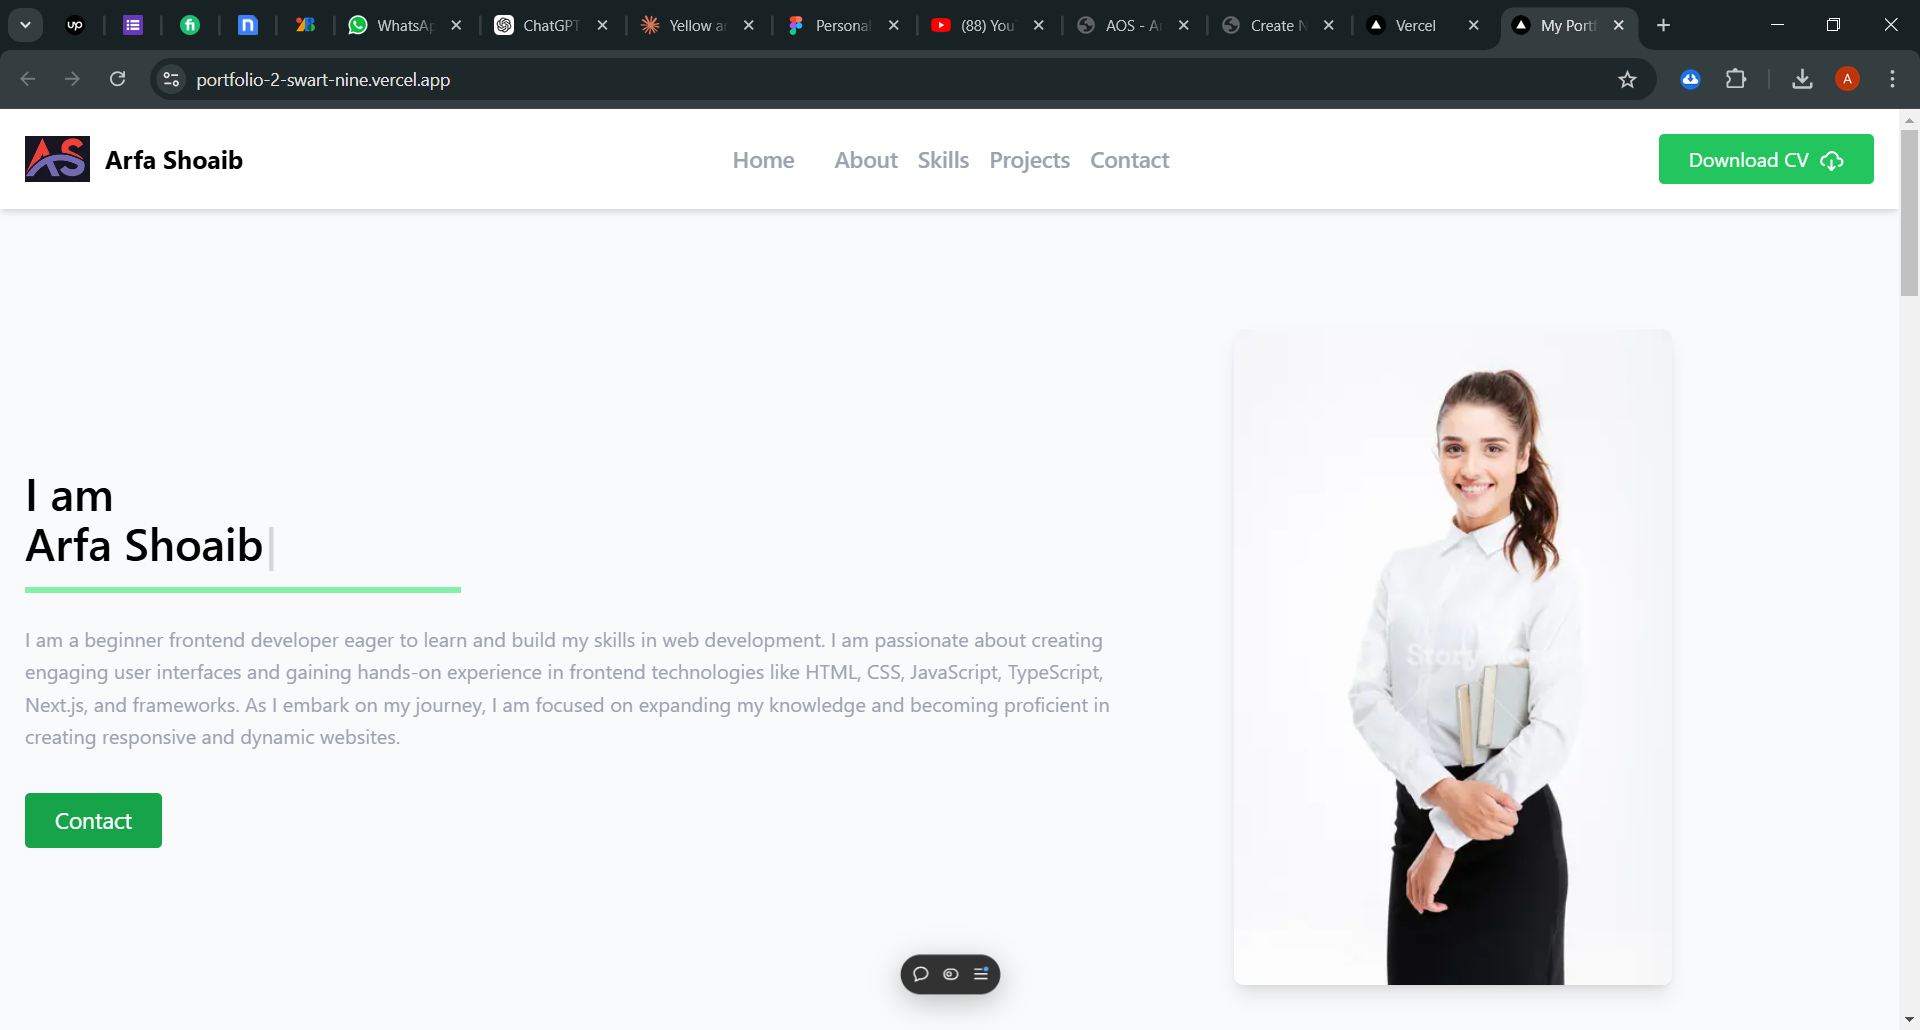 up
WhatsAp
ChatGPT
Yellow a
Personal
(88) You
AOS - A
Create N
Vercel
My Portf
portfolio-2-swart-nine.vercel.app
A
AS
Arfa Shoaib
Home
About
Skills
Projects
Contact
Download CV
I am
Arfa Shoaib|
I am a beginner frontend developer eager to learn and build my skills in web development. I am passionate about creating
engaging user interfaces and gaining hands-on experience in frontend technologies like HTML, CSS, JavaScript, TypeScript,
Next.js, and frameworks. As I embark on my journey, I am focused on expanding my knowledge and becoming proficient in
creating responsive and dynamic websites.
Contact